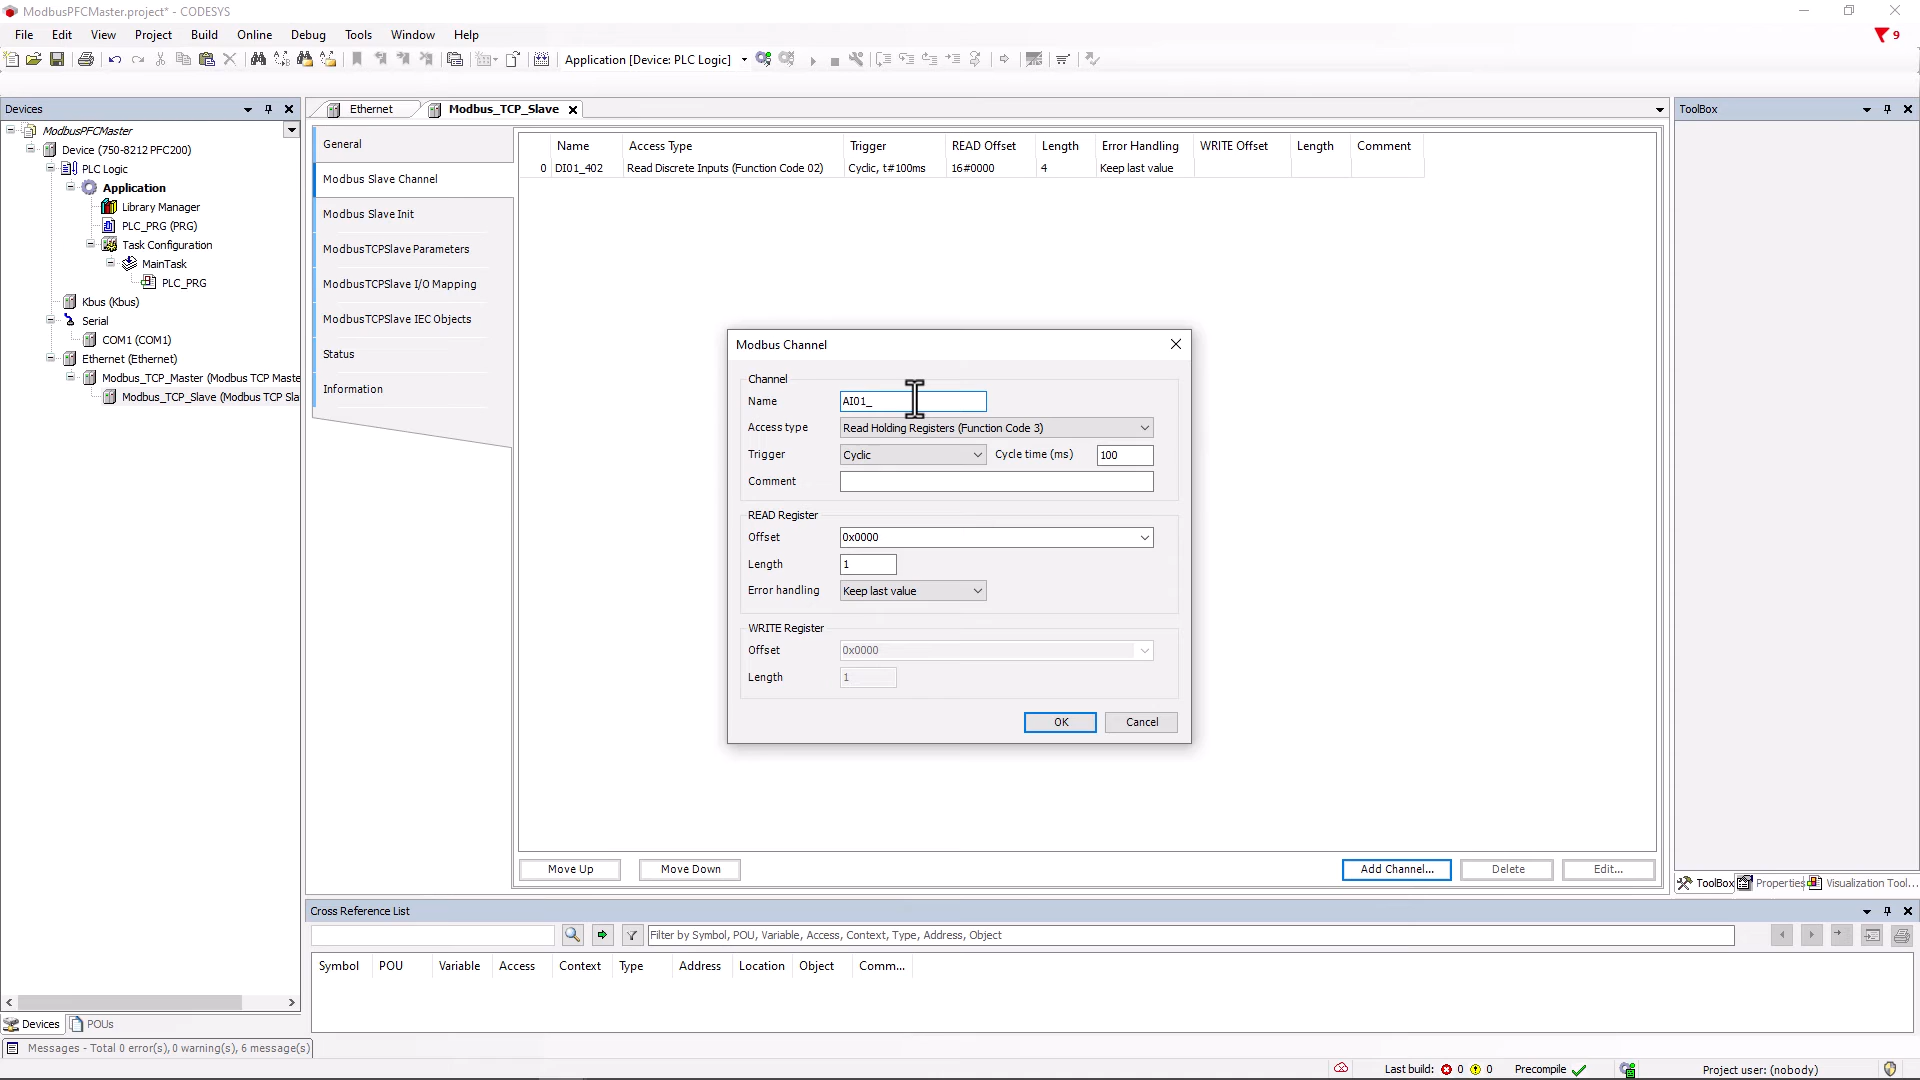 ModbusPFCMaster.project* - CODESYS
File Edit View Project Build Online Debug Tools Window Help
9
Application [Device: PLC Logic]
Devices
ModbusPFCMaster
Device (750-8212 PFC200)
PLC Logic
Application
Library Manager
PLC_PRG (PRG)
Task Configuration
MainTask
PLC_PRG
Kbus (Kbus)
Serial
COM1 (COM1)
Ethernet (Ethernet)
Modbus_TCP_Master (Modbus TCP Maste
Modbus_TCP_Slave (Modbus TCP Sla
Devices POUs
Ethernet Modbus_TCP_Slave
General
Modbus Slave Channel
Modbus Slave Init
ModbusTCPSlave Parameters
ModbusTCPSlave I/O Mapping
ModbusTCPSlave IEC Objects
Status
Information
Name Access Type Trigger READ Offset Length Error Handling WRITE Offset Length Comment
0 DI01_402 Read Discrete Inputs (Function Code 02) Cyclic, t#100ms 16#0000 4 Keep last value
Modbus Channel
Channel
Name AI01_
Access type Read Holding Registers (Function Code 3)
Trigger Cyclic Cycle time (ms) 100
Comment
READ Register
Offset 0x0000
Length 1
Error handling Keep last value
WRITE Register
Offset 0x0000
Length 1
OK Cancel
Move Up Move Down Add Channel... Delete Edit...
ToolBox
ToolBox Properties Visualization Tool...
Cross Reference List
Filter by Symbol, POU, Variable, Access, Context, Type, Address, Object
Symbol POU Variable Access Context Type Address Location Object Comm...
Messages - Total 0 error(s), 0 warning(s), 6 message(s)
Last build: 0 0 Precompile Project user: (nobody)